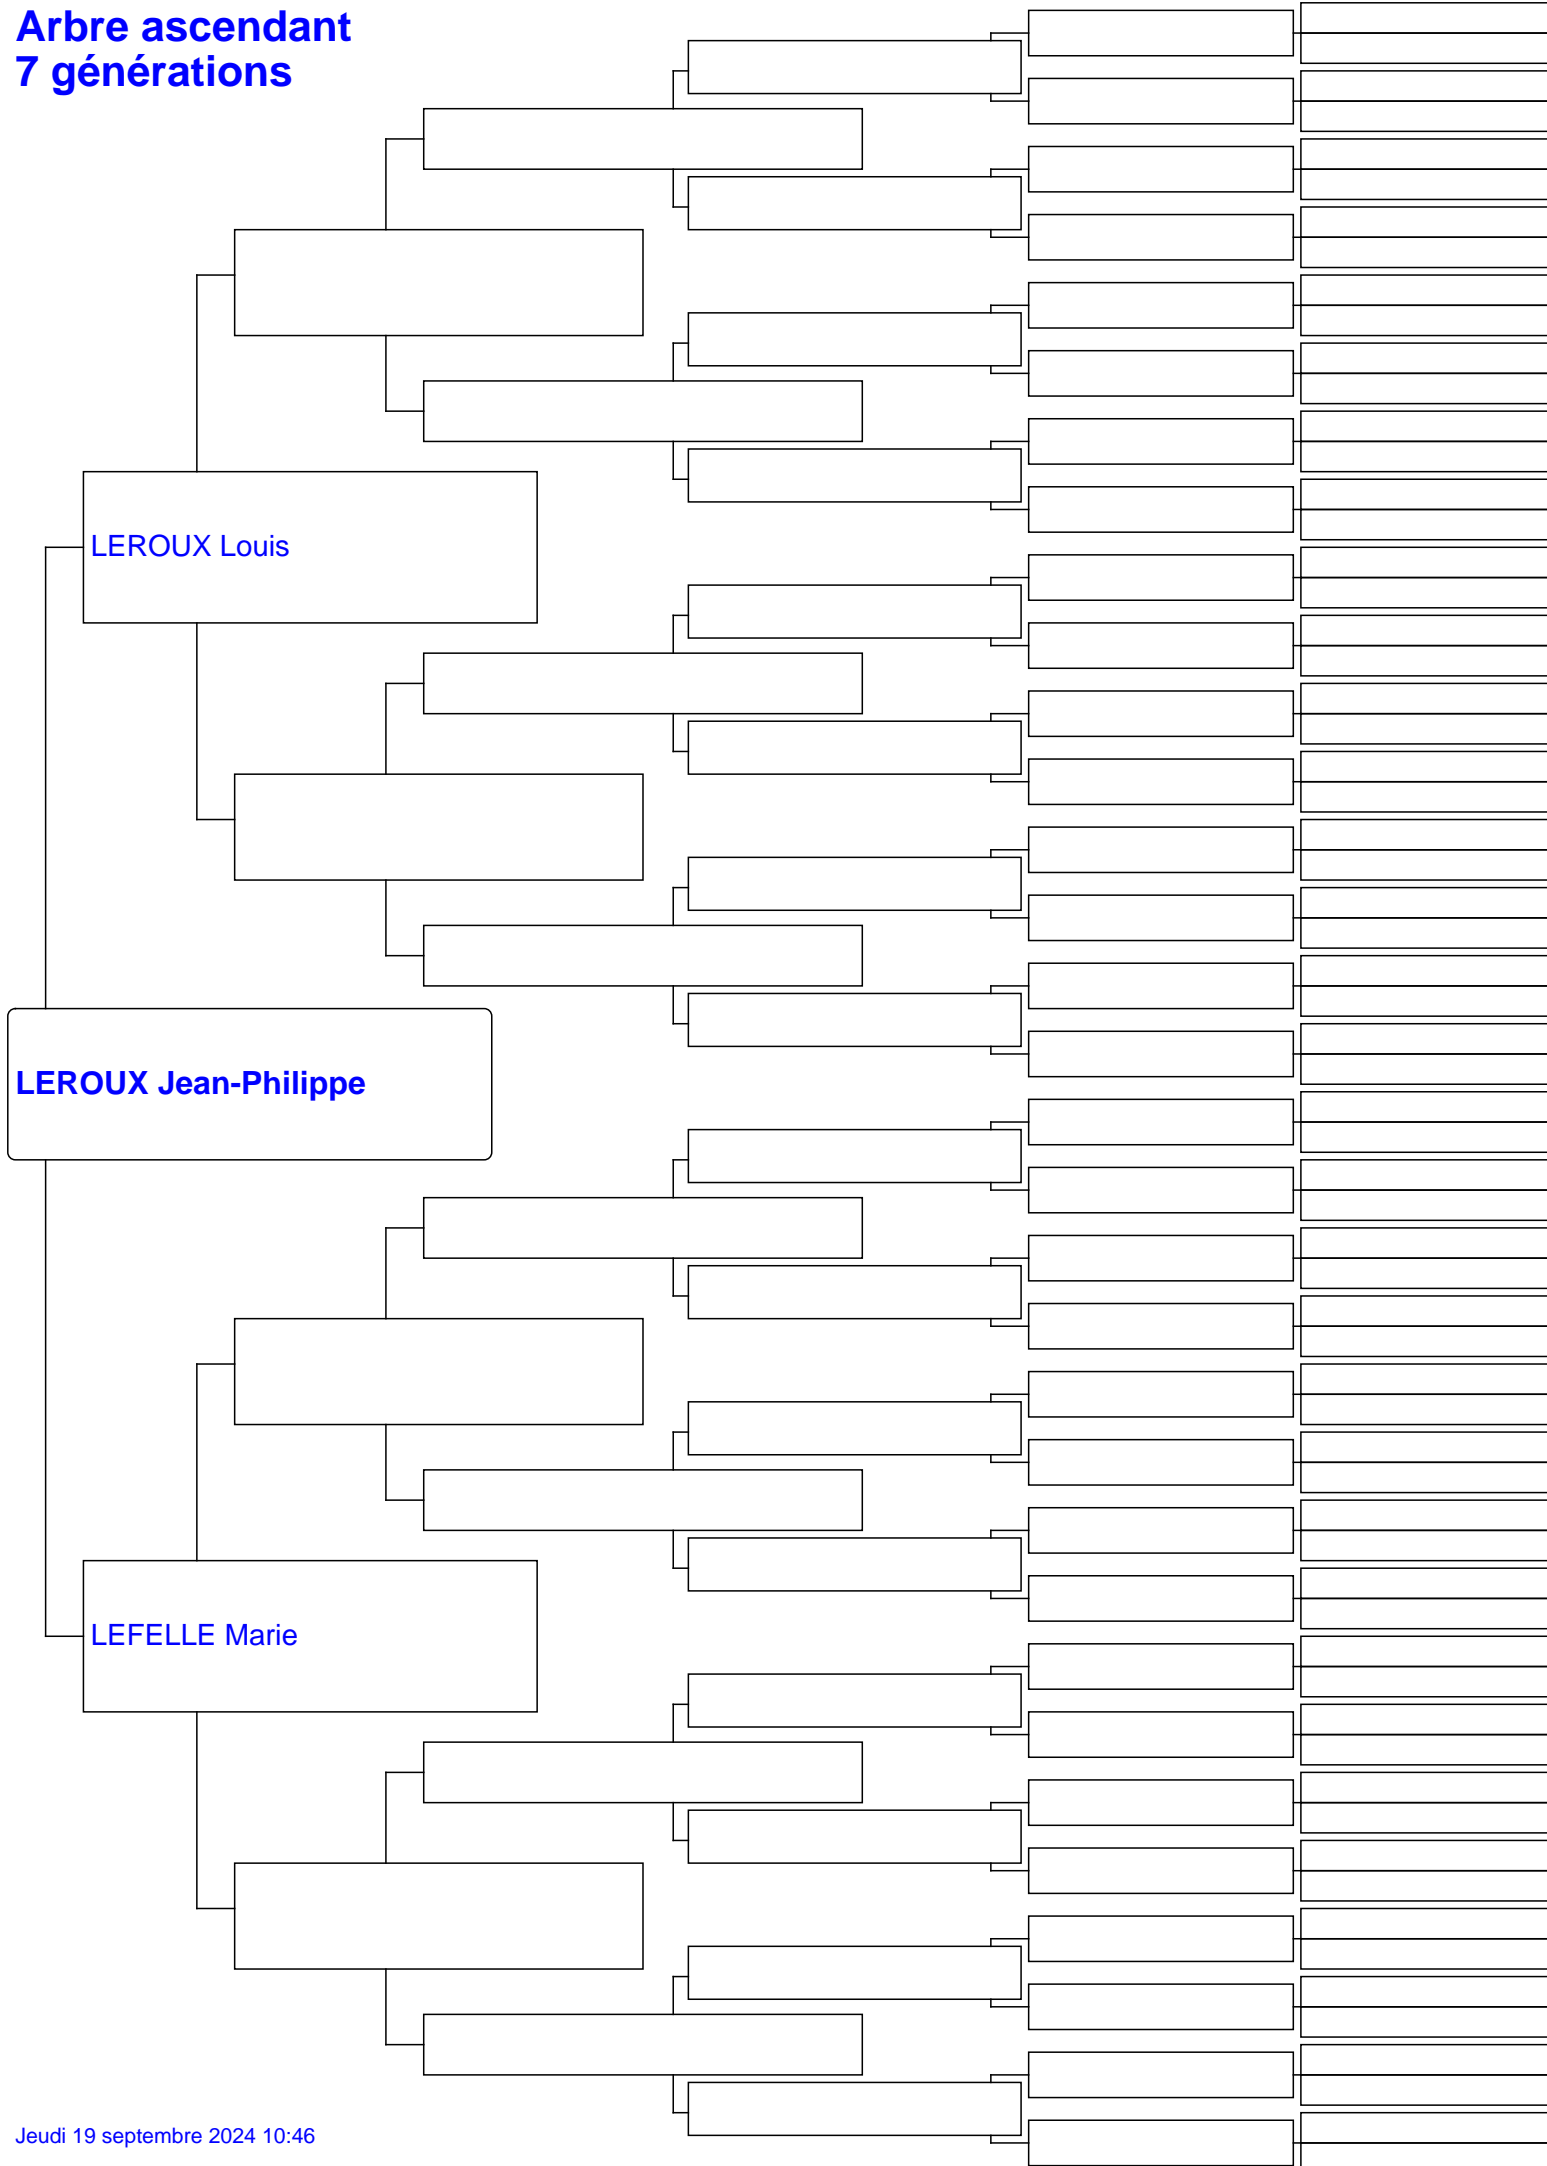 Arbre ascendant
7 générations
LEROUX Louis
LEROUX Jean-Philippe
LEFELLE Marie
Jeudi 19 septembre 2024 10:46